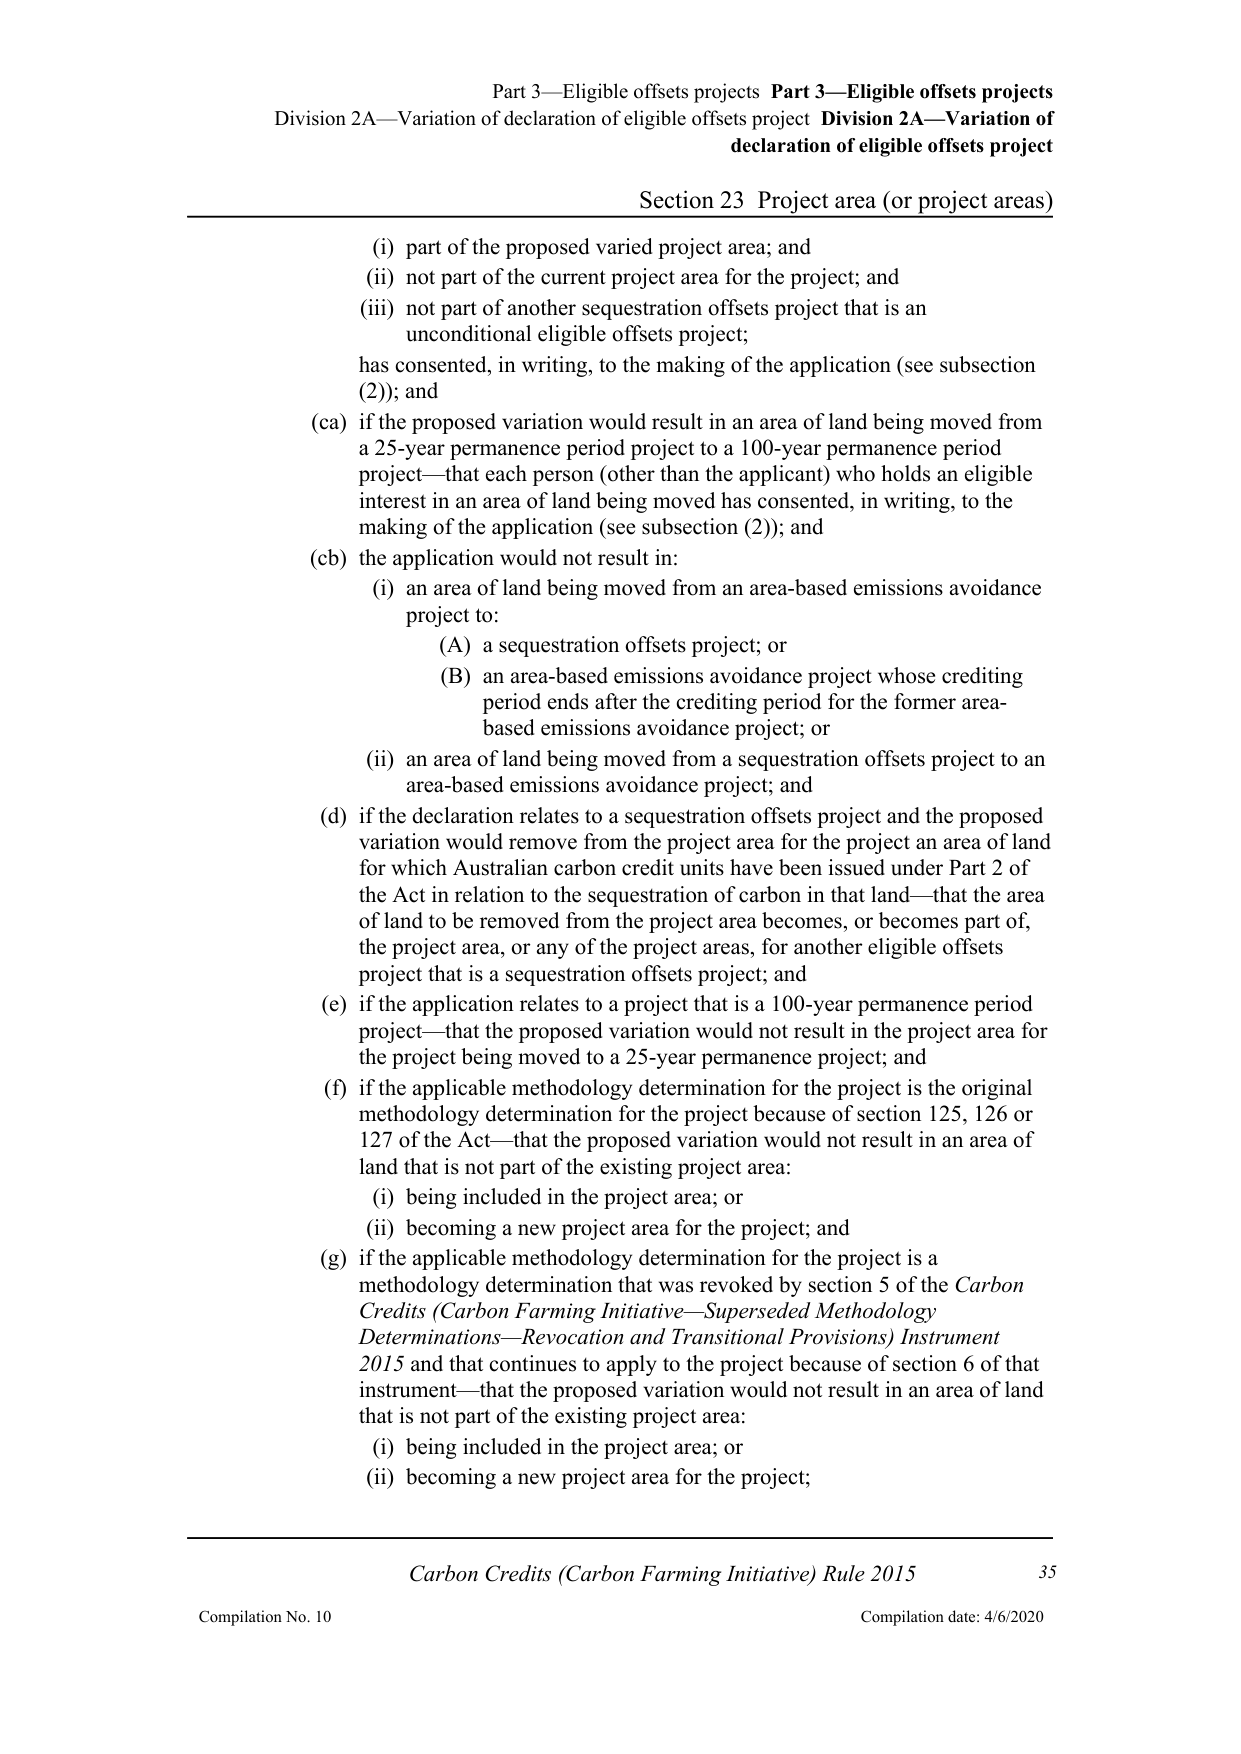 Part 3—Eligible offsets projects  Part 3—Eligible offsets projects
Division 2A—Variation of declaration of eligible offsets project  Division 2A—Variation of
declaration of eligible offsets project
Section 23  Project area (or project areas)
(i) part of the proposed varied project area; and
(ii) not part of the current project area for the project; and
(iii) not part of another sequestration offsets project that is an
unconditional eligible offsets project;
has consented, in writing, to the making of the application (see subsection
(2)); and
(ca) if the proposed variation would result in an area of land being moved from
a 25-year permanence period project to a 100-year permanence period
project—that each person (other than the applicant) who holds an eligible
interest in an area of land being moved has consented, in writing, to the
making of the application (see subsection (2)); and
(cb) the application would not result in:
(i) an area of land being moved from an area-based emissions avoidance
project to:
(A) a sequestration offsets project; or
(B) an area-based emissions avoidance project whose crediting
period ends after the crediting period for the former area-
based emissions avoidance project; or
(ii) an area of land being moved from a sequestration offsets project to an
area-based emissions avoidance project; and
(d) if the declaration relates to a sequestration offsets project and the proposed
variation would remove from the project area for the project an area of land
for which Australian carbon credit units have been issued under Part 2 of
the Act in relation to the sequestration of carbon in that land—that the area
of land to be removed from the project area becomes, or becomes part of,
the project area, or any of the project areas, for another eligible offsets
project that is a sequestration offsets project; and
(e) if the application relates to a project that is a 100-year permanence period
project—that the proposed variation would not result in the project area for
the project being moved to a 25-year permanence project; and
(f) if the applicable methodology determination for the project is the original
methodology determination for the project because of section 125, 126 or
127 of the Act—that the proposed variation would not result in an area of
land that is not part of the existing project area:
(i) being included in the project area; or
(ii) becoming a new project area for the project; and
(g) if the applicable methodology determination for the project is a
methodology determination that was revoked by section 5 of the Carbon
Credits (Carbon Farming Initiative—Superseded Methodology
Determinations—Revocation and Transitional Provisions) Instrument
2015 and that continues to apply to the project because of section 6 of that
instrument—that the proposed variation would not result in an area of land
that is not part of the existing project area:
(i) being included in the project area; or
(ii) becoming a new project area for the project;
Carbon Credits (Carbon Farming Initiative) Rule 2015 35
Compilation No. 10 Compilation date: 4/6/2020